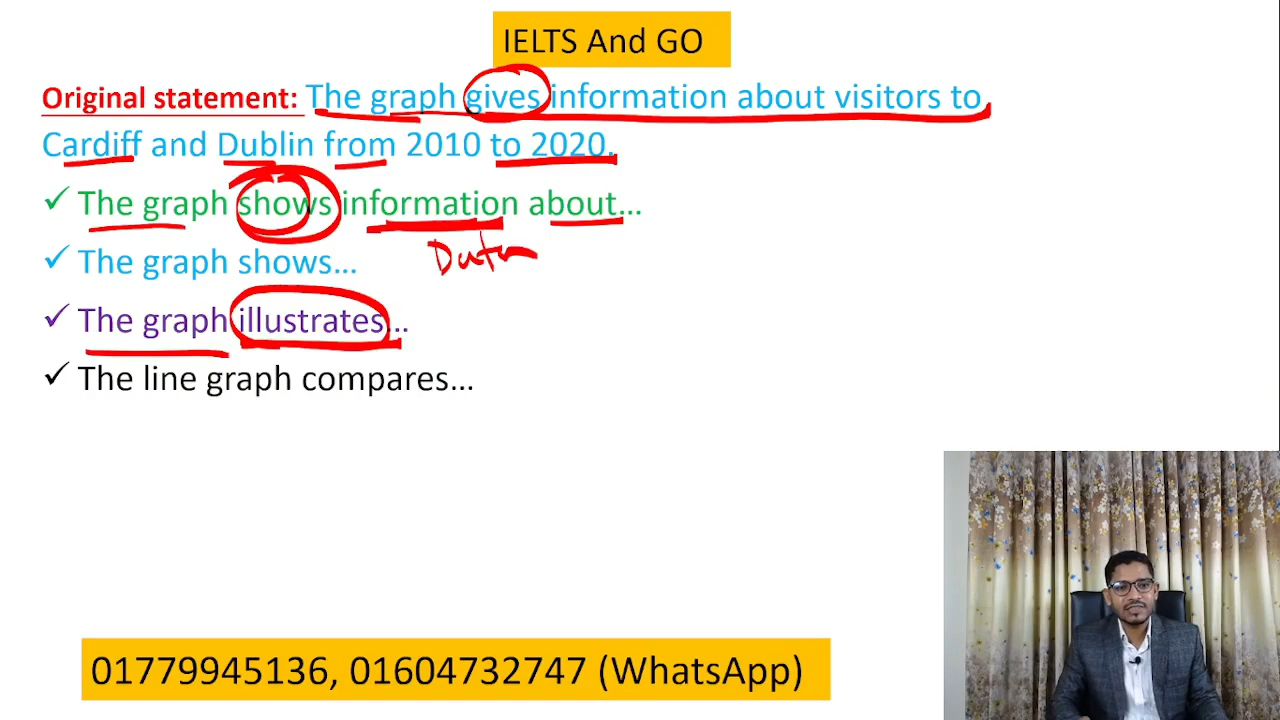 IELTS And GO
Original statement: The graph gives information about visitors to
Cardiff and Dublin from 2010 to 2020.
✓ The graph shows information about...
Data
✓ The graph shows...
✓ The graph illustrates...
✓ The line graph compares...
01779945136, 01604732747 (WhatsApp)